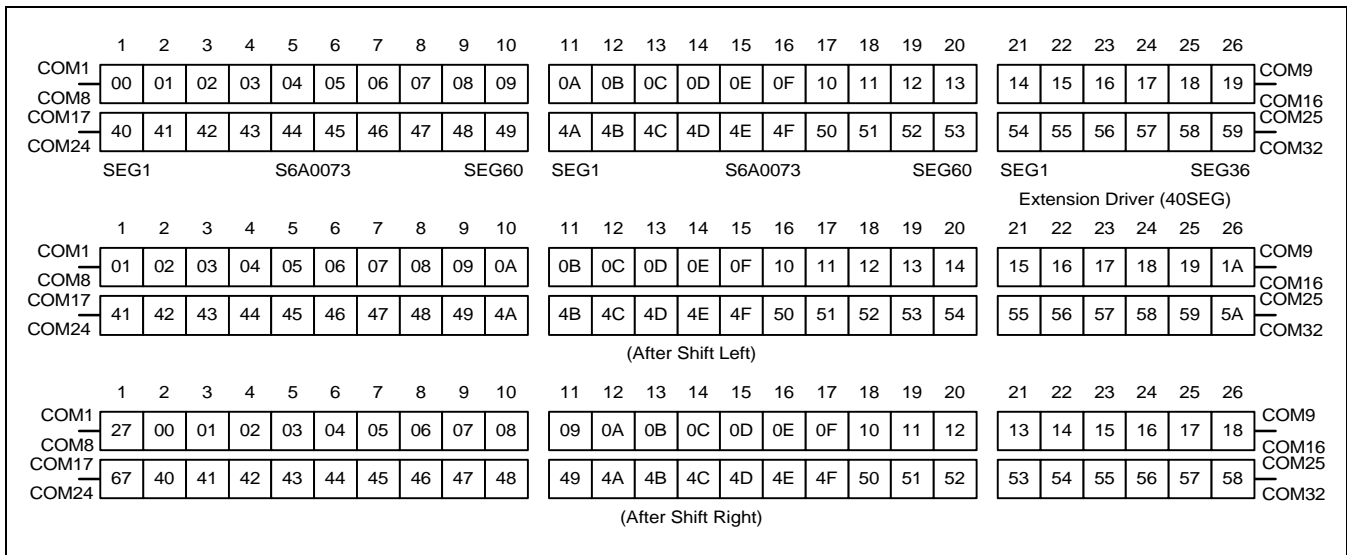 1 2 3 4 5 6 7 8 9 10 11 12 13 14 15 16 17 18 19 20 21 22 23 24 25 26
COM1 COM9
00 01 02 03 04 05 06 07 08 09 0A 0B 0C 0D 0E 0F 10 11 12 13 14 15 16 17 18 19
COM8 COM16
COM17 COM25
40 41 42 43 44 45 46 47 48 49 4A 4B 4C 4D 4E 4F 50 51 52 53 54 55 56 57 58 59
COM24 COM32
SEG1 S6A0073 SEG60 SEG1 S6A0073 SEG60 SEG1 SEG36
Extension Driver (40SEG)
1 2 3 4 5 6 7 8 9 10 11 12 13 14 15 16 17 18 19 20 21 22 23 24 25 26
COM1 COM9
01 02 03 04 05 06 07 08 09 0A 0B 0C 0D 0E 0F 10 11 12 13 14 15 16 17 18 19 1A
COM8 COM16
COM17 COM25
41 42 43 44 45 46 47 48 49 4A 4B 4C 4D 4E 4F 50 51 52 53 54 55 56 57 58 59 5A
COM24 COM32
(After Shift Left)
1 2 3 4 5 6 7 8 9 10 11 12 13 14 15 16 17 18 19 20 21 22 23 24 25 26
COM1 COM9
27 00 01 02 03 04 05 06 07 08 09 0A 0B 0C 0D 0E 0F 10 11 12 13 14 15 16 17 18
COM8 COM16
COM17 COM25
67 40 41 42 43 44 45 46 47 48 49 4A 4B 4C 4D 4E 4F 50 51 52 53 54 55 56 57 58
COM24 COM32
(After Shift Right)